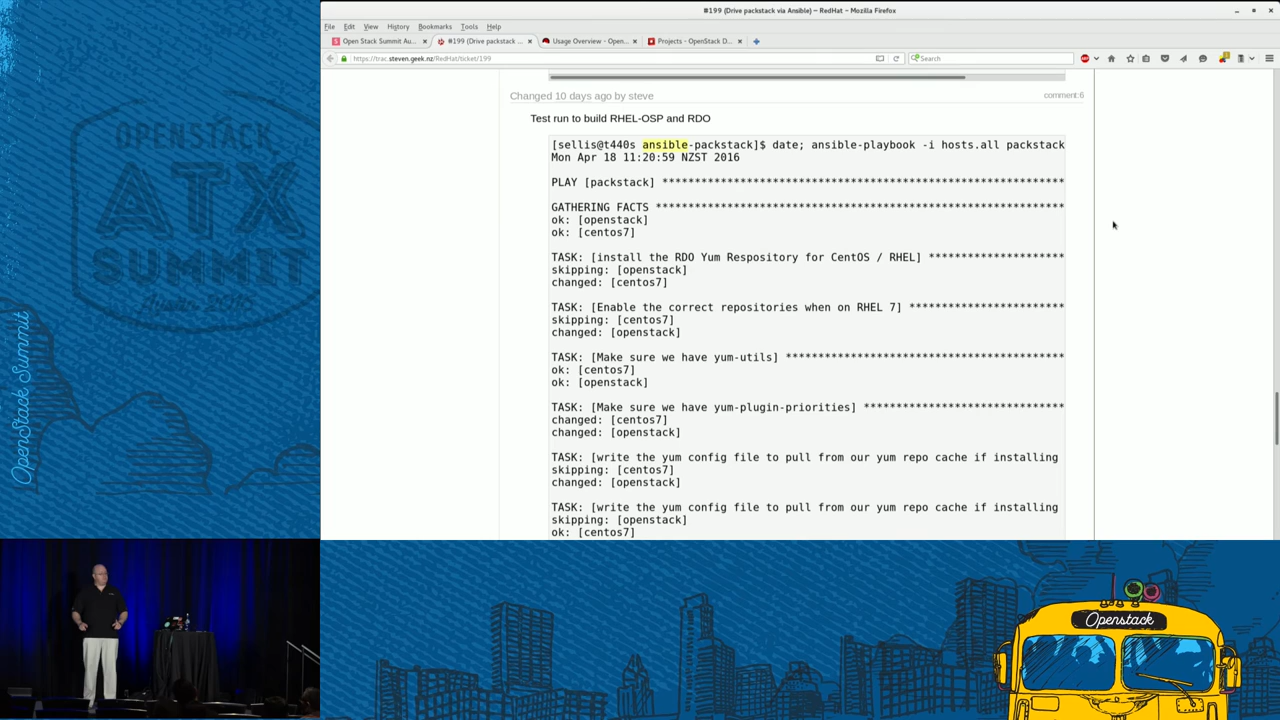 #199 (Drive packstack via Ansible) – RedHat – Mozilla Firefox
File Edit View History Bookmarks Tools Help
Open Stack Summit Au... #199 (Drive packstack ... Usage Overview - Open... Projects - OpenStack D...
https://trac.steven.geek.nz/RedHat/ticket/199 Search
Changed 10 days ago by steve comment:6
Test run to build RHEL-OSP and RDO
[sellis@t440s ansible-packstack]$ date; ansible-playbook -i hosts.all packstack
Mon Apr 18 11:20:59 NZST 2016
PLAY [packstack] **************************************************************
GATHERING FACTS ***************************************************************
ok: [openstack]
ok: [centos7]
TASK: [install the RDO Yum Respository for CentOS / RHEL] *********************
skipping: [openstack]
changed: [centos7]
TASK: [Enable the correct repositories when on RHEL 7] ************************
skipping: [centos7]
changed: [openstack]
TASK: [Make sure we have yum-utils] *******************************************
ok: [centos7]
ok: [openstack]
TASK: [Make sure we have yum-plugin-priorities] *******************************
changed: [centos7]
changed: [openstack]
TASK: [write the yum config file to pull from our yum repo cache if installing
skipping: [centos7]
changed: [openstack]
TASK: [write the yum config file to pull from our yum repo cache if installing
skipping: [openstack]
ok: [centos7]
OPENSTACK
ATX
SUMMIT
OpenStack Summit
Openstack